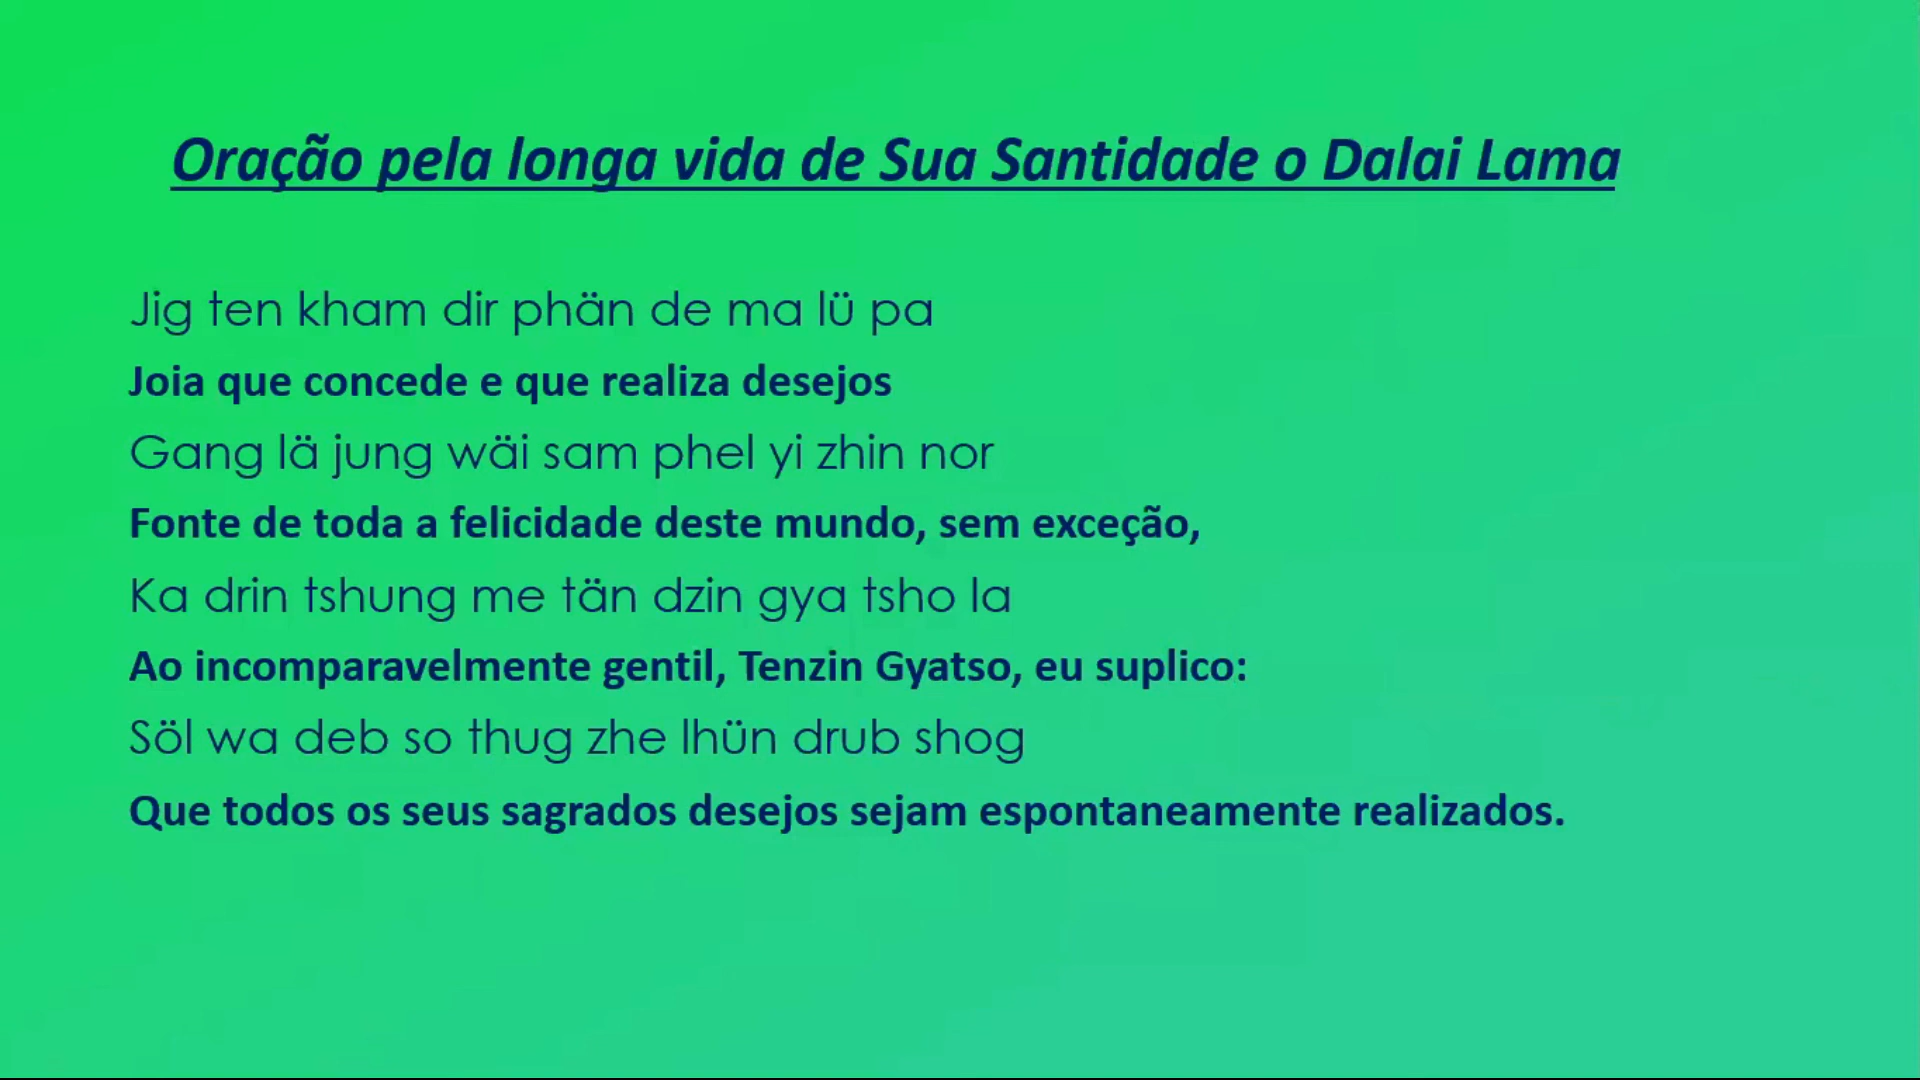 Oração pela longa vida de Sua Santidade o Dalai Lama
Jig ten kham dir phän de ma lü pa
Joia que concede e que realiza desejos
Gang lä jung wäi sam phel yi zhin nor
Fonte de toda a felicidade deste mundo, sem exceção,
Ka drin tshung me tän dzin gya tsho la
Ao incomparavelmente gentil, Tenzin Gyatso, eu suplico:
Söl wa deb so thug zhe lhün drub shog
Que todos os seus sagrados desejos sejam espontaneamente realizados.